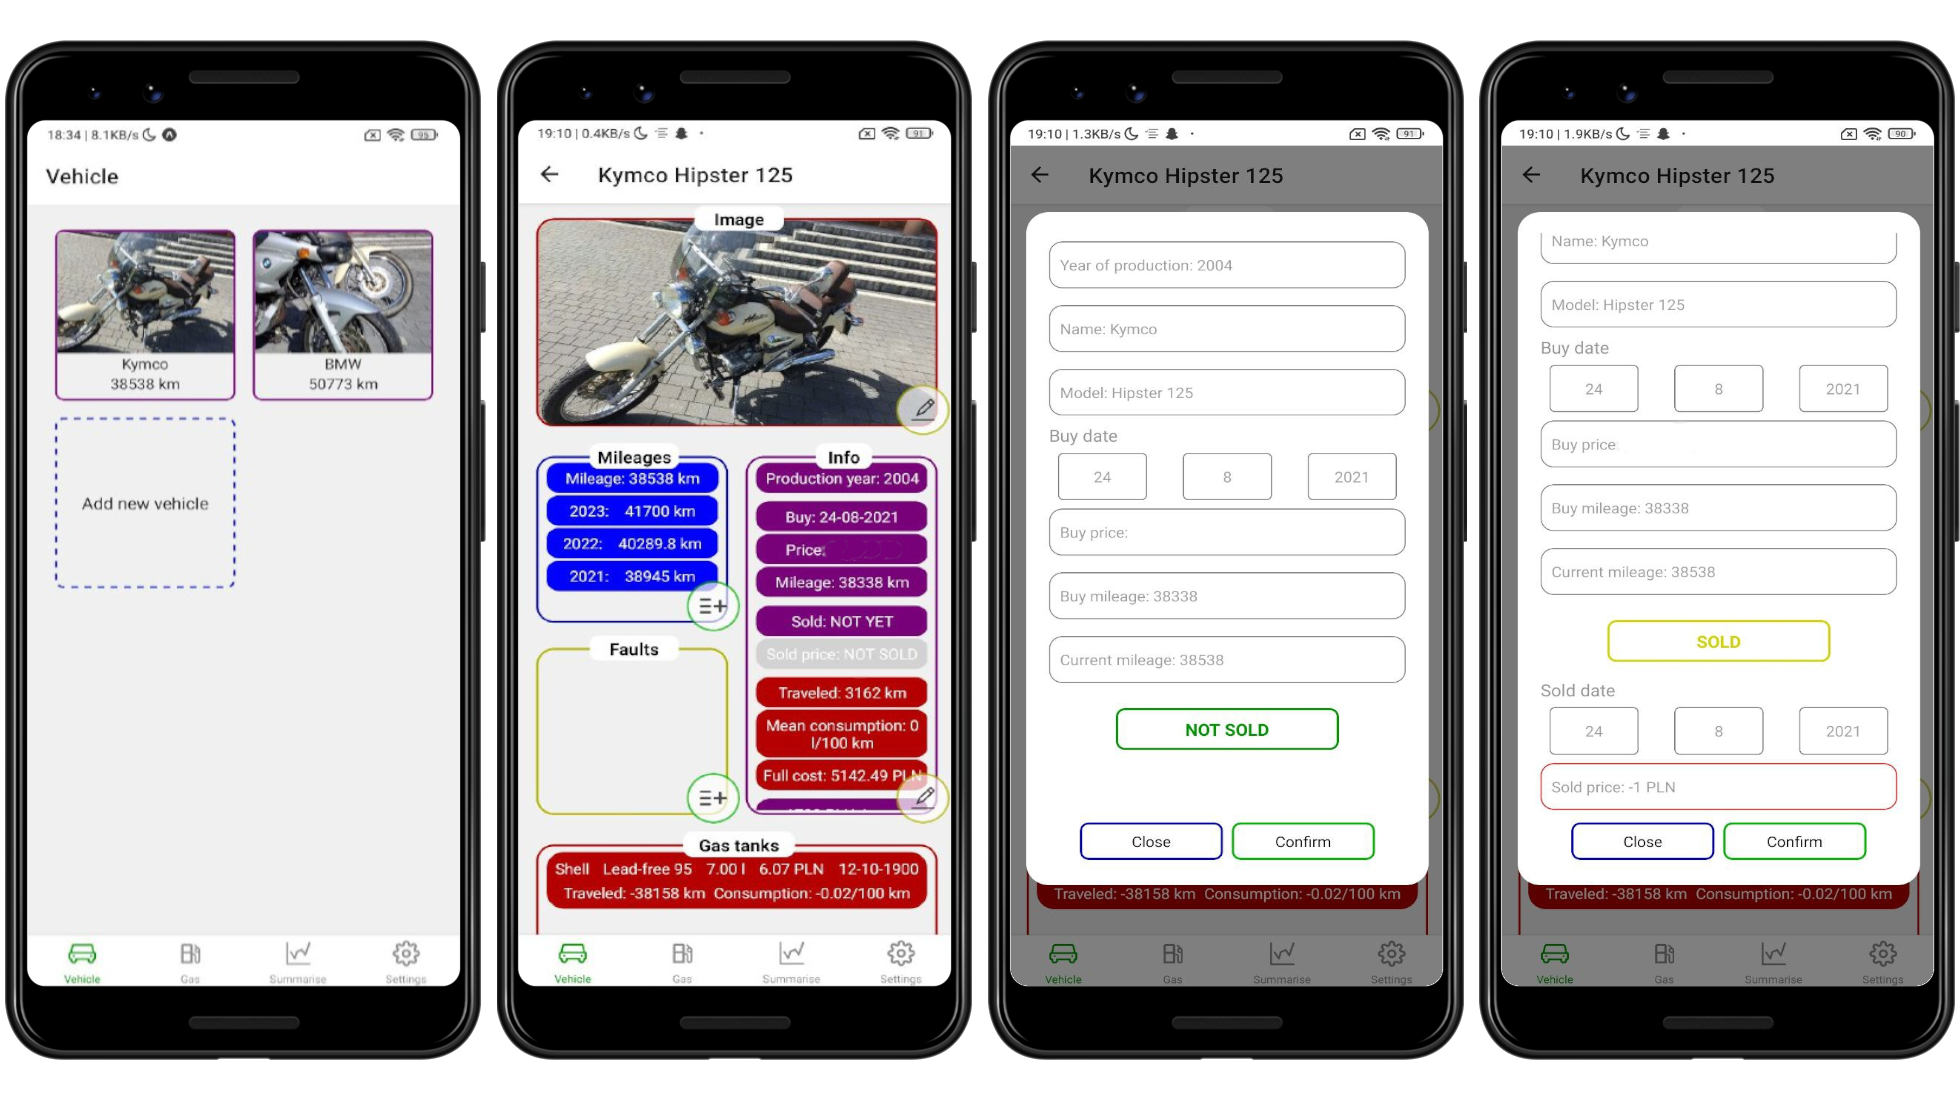 18:34 | 8.1KB/s
95
Vehicle
Kymco
38538 km
BMW
50773 km
Add new vehicle
Vehicle
Gas
Summarise
Settings
19:10 | 0.4KB/s
91
Kymco Hipster 125
Image
Mileages
Mileage: 38538 km
2023: 41700 km
2022: 40289.8 km
2021: 38945 km
Faults
Info
Production year: 2004
Buy: 24-08-2021
Price:
Mileage: 38338 km
Sold: NOT YET
Sold price: NOT SOLD
Traveled: 3162 km
Mean consumption: 0
l/100 km
Full cost: 5142.49 PLN
Gas tanks
Shell Lead-free 95 7.00 l 6.07 PLN 12-10-1900
Traveled: -38158 km Consumption: -0.02/100 km
Vehicle
Gas
Summarise
Settings
19:10 | 1.3KB/s
91
Kymco Hipster 125
Year of production: 2004
Name: Kymco
Model: Hipster 125
Buy date
24
8
2021
Buy price:
Buy mileage: 38338
Current mileage: 38538
NOT SOLD
Close
Confirm
Traveled: -38158 km Consumption: -0.02/100 km
Vehicle
Gas
Summarise
Settings
19:10 | 1.9KB/s
90
Kymco Hipster 125
Name: Kymco
Model: Hipster 125
Buy date
24
8
2021
Buy price:
Buy mileage: 38338
Current mileage: 38538
SOLD
Sold date
24
8
2021
Sold price: -1 PLN
Close
Confirm
Traveled: -38158 km Consumption: -0.02/100 km
Vehicle
Gas
Summarise
Settings